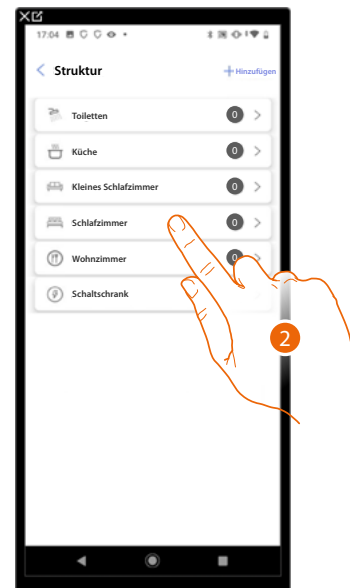 17:04
Struktur
Hinzufügen
Toiletten 0
Küche 0
Kleines Schlafzimmer 0
Schlafzimmer 0
Wohnzimmer 0
Schaltschrank
2